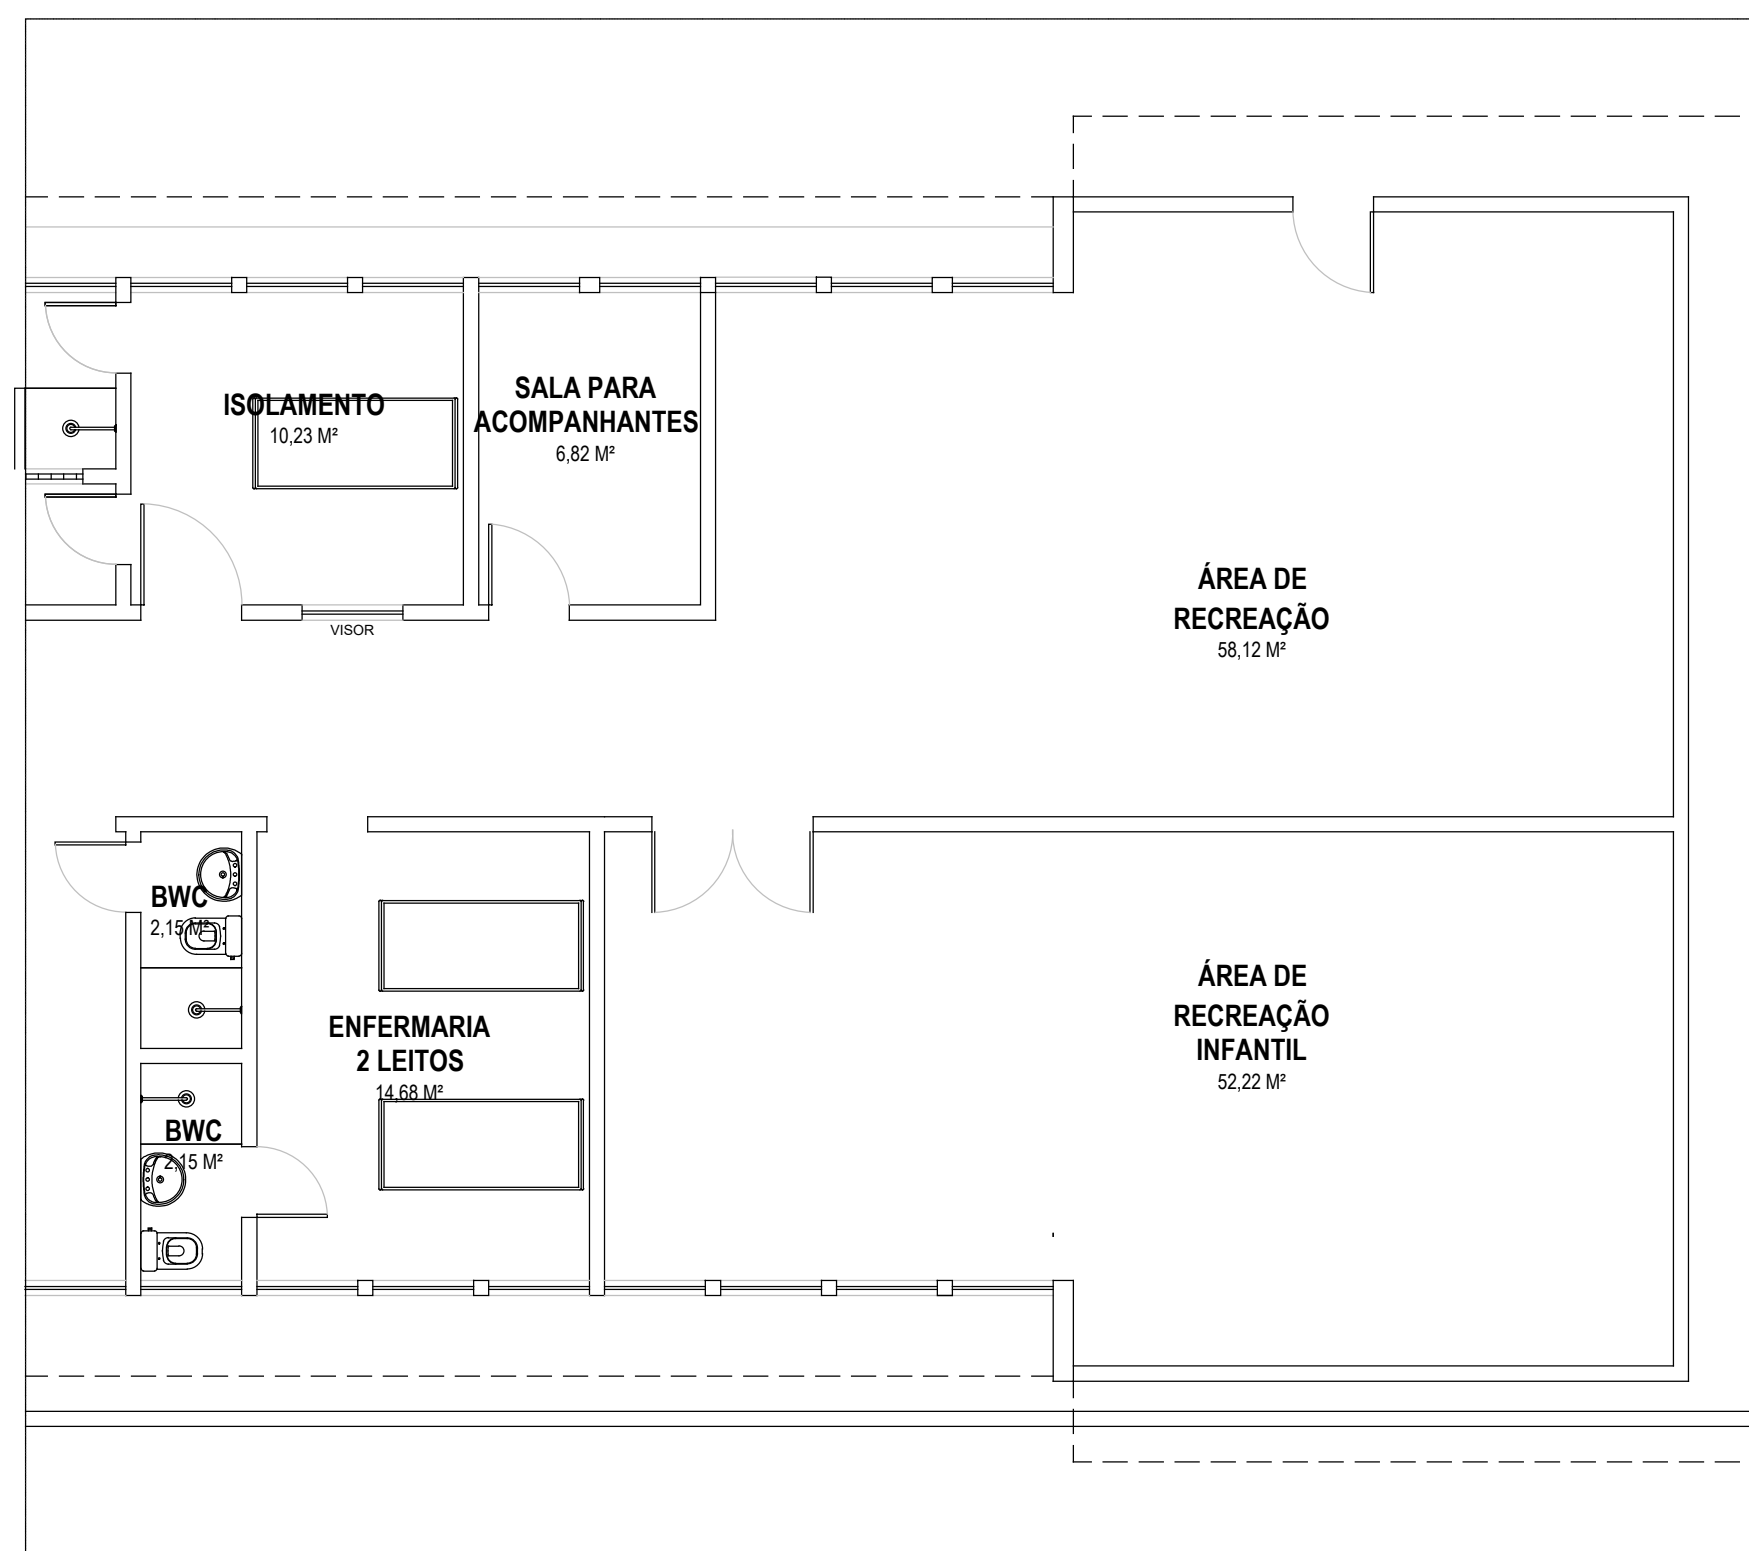 ISOLAMENTO
10,23 M²
SALA PARA
ACOMPANHANTES
6,82 M²
VISOR
ÁREA DE
RECREAÇÃO
58,12 M²
BWC
2,15 M²
ENFERMARIA
2 LEITOS
14,68 M²
BWC
2,15 M²
ÁREA DE
RECREAÇÃO
INFANTIL
52,22 M²